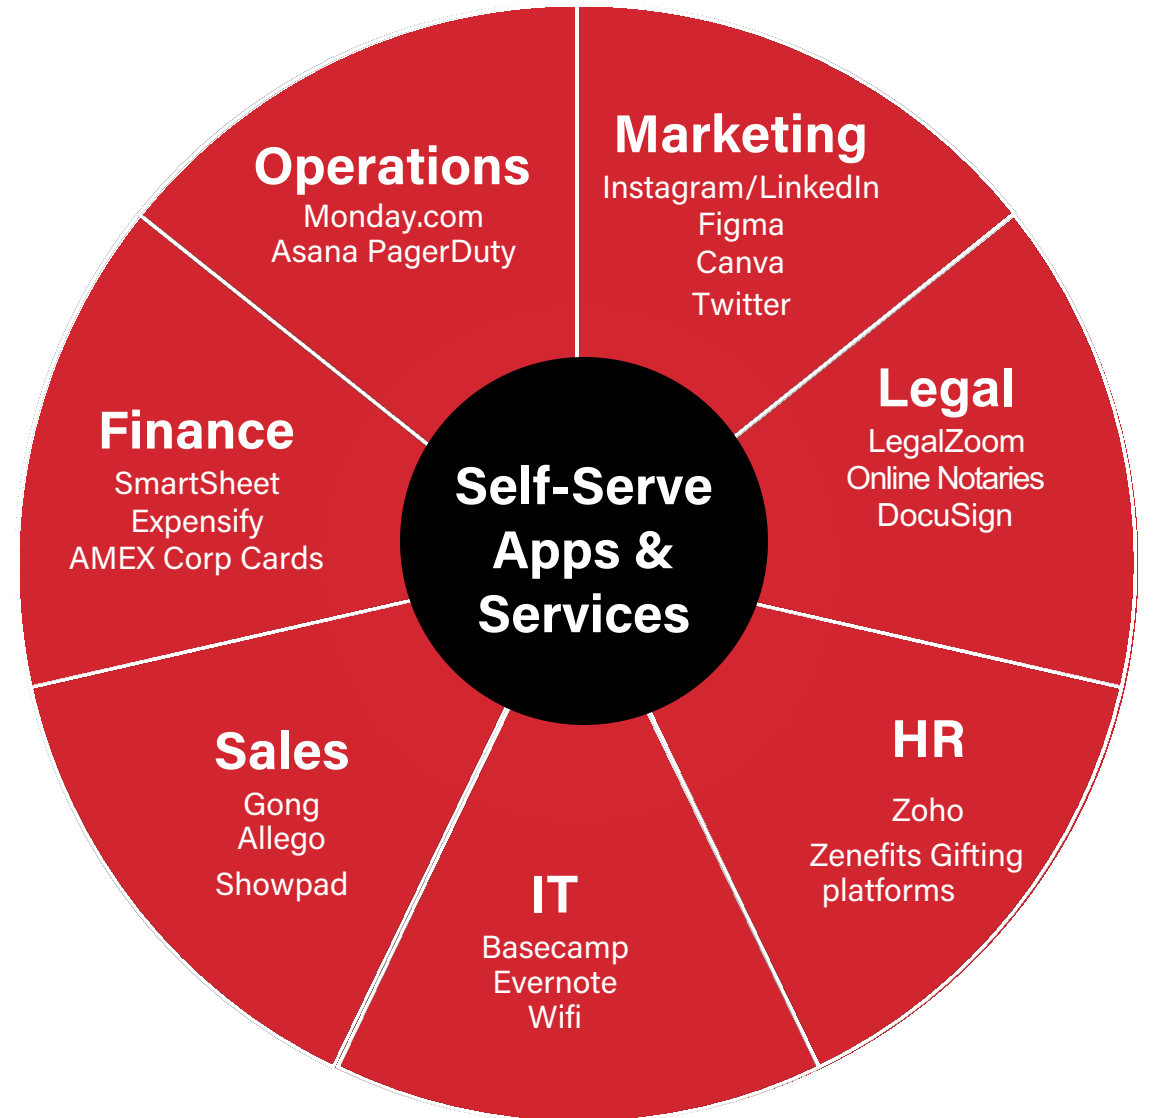 Operations
Monday.com
Asana PagerDuty
Marketing
Instagram/LinkedIn
Figma
Canva
Twitter
Legal
LegalZoom
Online Notaries
DocuSign
HR
Zoho
Zenefits Gifting
platforms
IT
Basecamp
Evernote
Wifi
Sales
Gong
Allego
Showpad
Finance
SmartSheet
Expensify
AMEX Corp Cards
Self-Serve
Apps &
Services